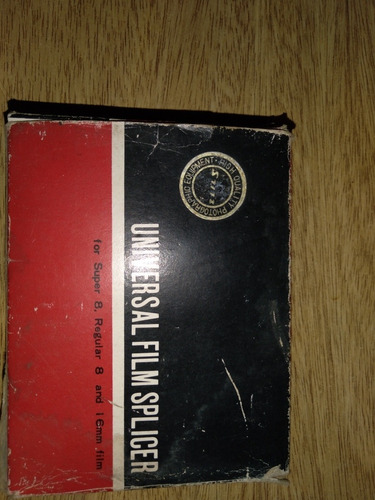 HIGH QUALITY PHOTOGRAPHIC EQUIPMENT
UNIVERSAL FILM SPLICER
for Super 8, Regular 8 and 16mm film